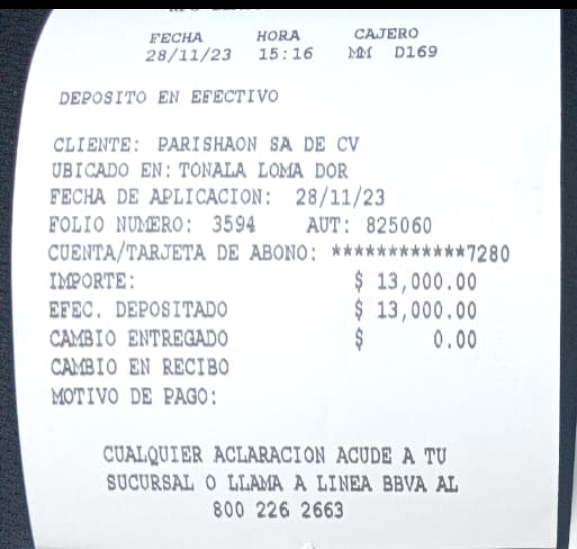 FECHA HORA CAJERO
28/11/23 15:16 MM D169
DEPOSITO EN EFECTIVO
CLIENTE: PARISHAON SA DE CV
UBICADO EN: TONALA LOMA DOR
FECHA DE APLICACION: 28/11/23
FOLIO NUMERO: 3594 AUT: 825060
CUENTA/TARJETA DE ABONO: ************7280
IMPORTE: $ 13,000.00
EFEC. DEPOSITADO $ 13,000.00
CAMBIO ENTREGADO $ 0.00
CAMBIO EN RECIBO
MOTIVO DE PAGO:
CUALQUIER ACLARACION ACUDE A TU
SUCURSAL O LLAMA A LINEA BBVA AL
800 226 2663